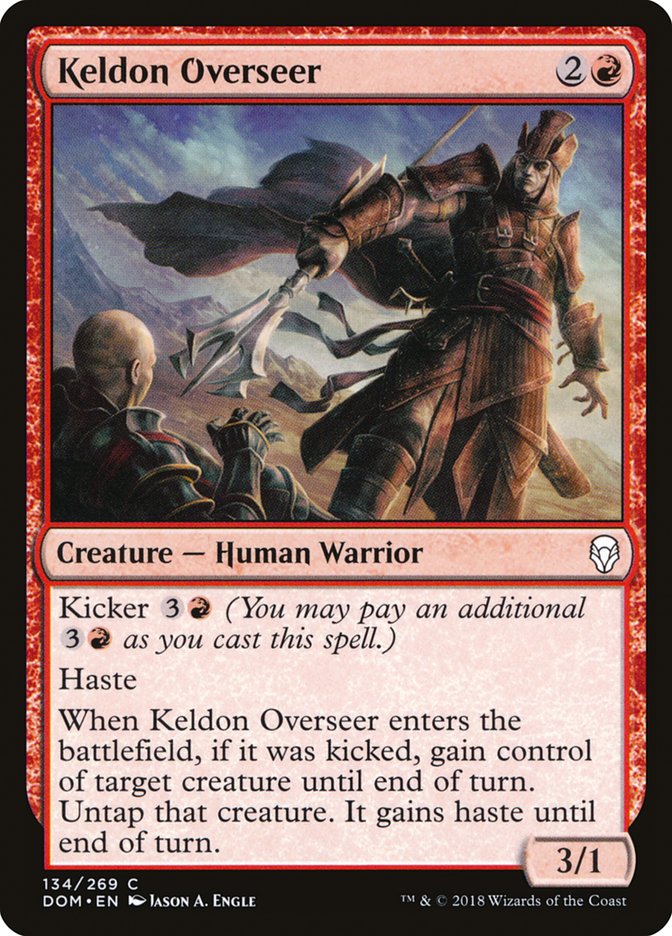 Keldon Overseer 2
Creature — Human Warrior
Kicker 3 (You may pay an additional
3 as you cast this spell.)
Haste
When Keldon Overseer enters the
battlefield, if it was kicked, gain control
of target creature until end of turn.
Untap that creature. It gains haste until
end of turn.
3/1
134/269 C
DOM • EN Jason A. Engle
™ & © 2018 Wizards of the Coast